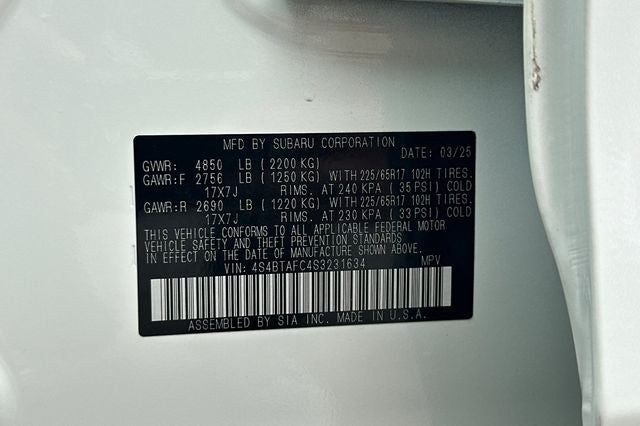 MFD BY SUBARU CORPORATION
DATE: 03/25
GVWR: 4850 LB (2200 KG)
GAWR:F 2756 LB (1250 KG) WITH 225/65R17 102H TIRES.
17X7J RIMS. AT 240 KPA (35 PSI) COLD
GAWR:R 2690 LB (1220 KG) WITH 225/65R17 102H TIRES.
17X7J RIMS. AT 230 KPA (33 PSI) COLD
THIS VEHICLE CONFORMS TO ALL APPLICABLE FEDERAL MOTOR
VEHICLE SAFETY AND THEFT PREVENTION STANDARDS
IN EFFECT ON THE DATE OF MANUFACTURE SHOWN ABOVE.
VIN: 4S4BTAFC4S3231634 MPV
ASSEMBLED BY SIA INC. MADE IN U.S.A.